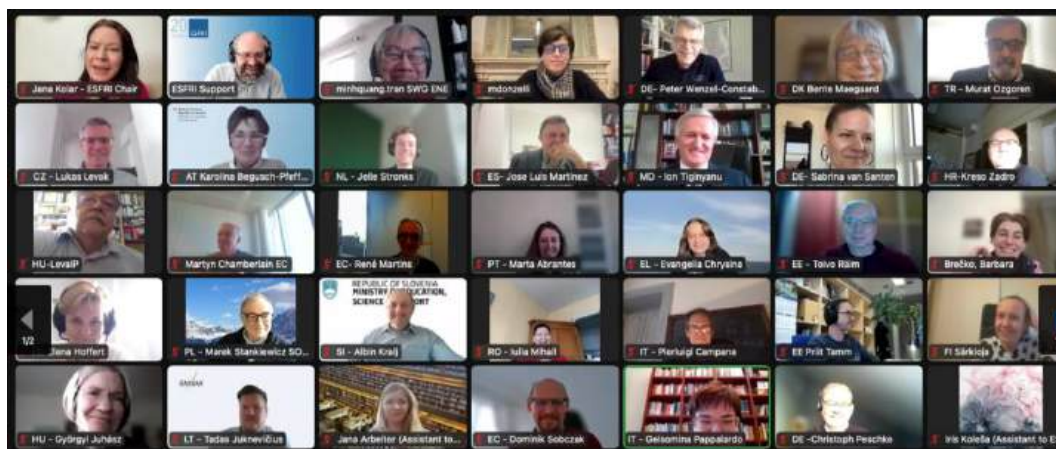 Jana Kolar - ESFRI Chair
ESFRI Support
minhquang.tran SWG ENE
mdonzelli
DE- Peter Wenzel-Constab...
DK Bente Maegaard
TR - Murat Ozgoren
CZ - Lukas Levak
AT Karolina Begusch-Pfeff...
NL - Jelle Stronks
ES- Jose Luis Martinez
MD - Ion Tiginyanu
DE- Sabrina van Santen
HR-Kreso Zadro
HU-LevaiP
Martyn Chamberlain EC
EC- René Martins
PT - Marta Abrantes
EL - Evangelia Chrysina
EE - Toivo Räim
Brečko, Barbara
REPUBLIC OF SLOVENIA
MINISTRY OF EDUCATION,
SCIENCE SPORT
1/2
Hoffert
PL - Marek Stankiewicz SO...
SI - Albin Kralj
RO - Iulia Mihail
IT - Pierluigi Campana
EE Priit Tamm
FI Särkioja
HU - Györgyi Juhász
LT - Tadas Juknevičius
Jana Arbeiter (Assistant to...
EC - Dominik Sobczak
IT - Gelsomina Pappalardo
DE -Christoph Peschke
Iris Koleša (Assistant to E